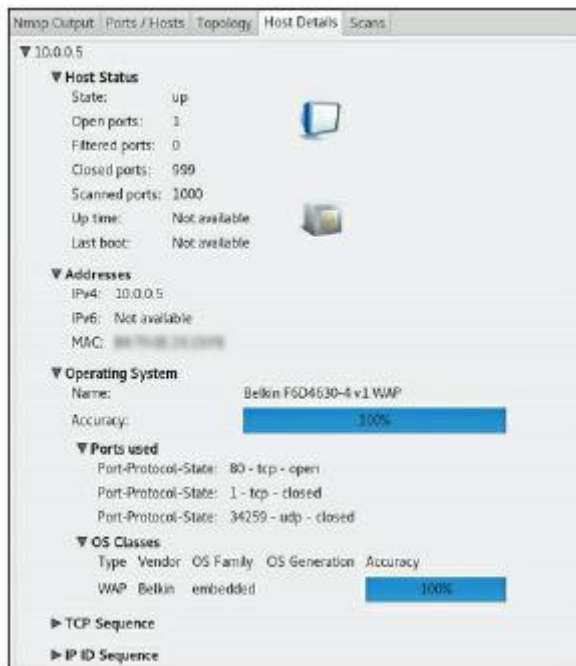 Nmap Output Ports / Hosts Topology Host Details Scans
10.0.0.5
Host Status
State: up
Open ports: 1
Filtered ports: 0
Closed ports: 999
Scanned ports: 1000
Up time: Not available
Last boot: Not available
Addresses
IPv4: 10.0.0.5
IPv6: Not available
MAC:
Operating System
Name: Belkin F6D4630-4 v1 WAP
Accuracy: 100%
Ports used
Port-Protocol-State: 80 - tcp - open
Port-Protocol-State: 1 - tcp - closed
Port-Protocol-State: 34259 - udp - closed
OS Classes
Type Vendor OS Family OS Generation Accuracy
WAP Belkin embedded 100%
TCP Sequence
IP ID Sequence